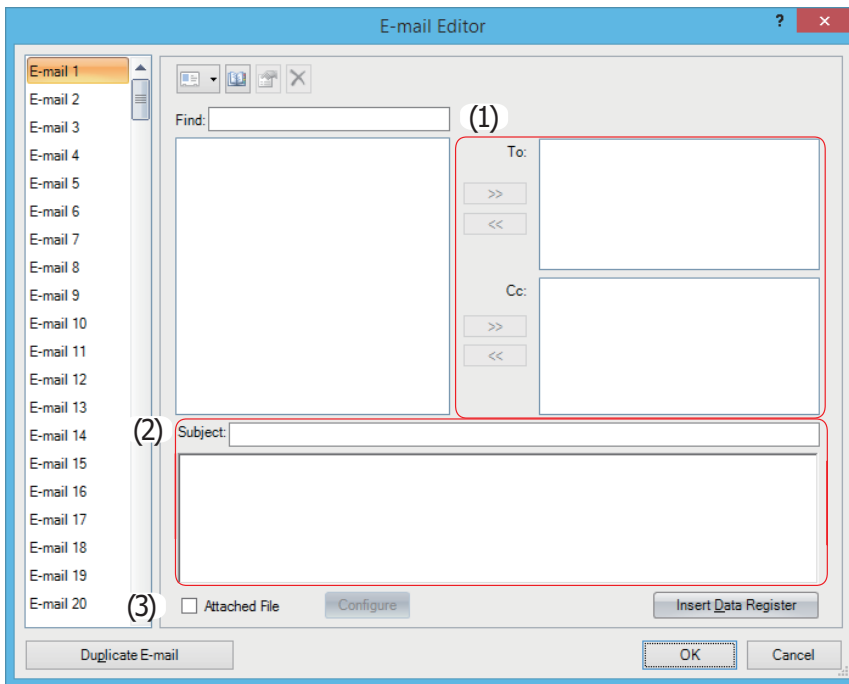 E-mail Editor
? ×
E-mail 1
E-mail 2
E-mail 3
E-mail 4
E-mail 5
E-mail 6
E-mail 7
E-mail 8
E-mail 9
E-mail 10
E-mail 11
E-mail 12
E-mail 13
E-mail 14
E-mail 15
E-mail 16
E-mail 17
E-mail 18
E-mail 19
E-mail 20
Find:
(1)
To:
>>
<<
Cc:
>>
<<
(2)
Subject:
(3)
Attached File
Configure
Insert Data Register
Duplicate E-mail
OK
Cancel